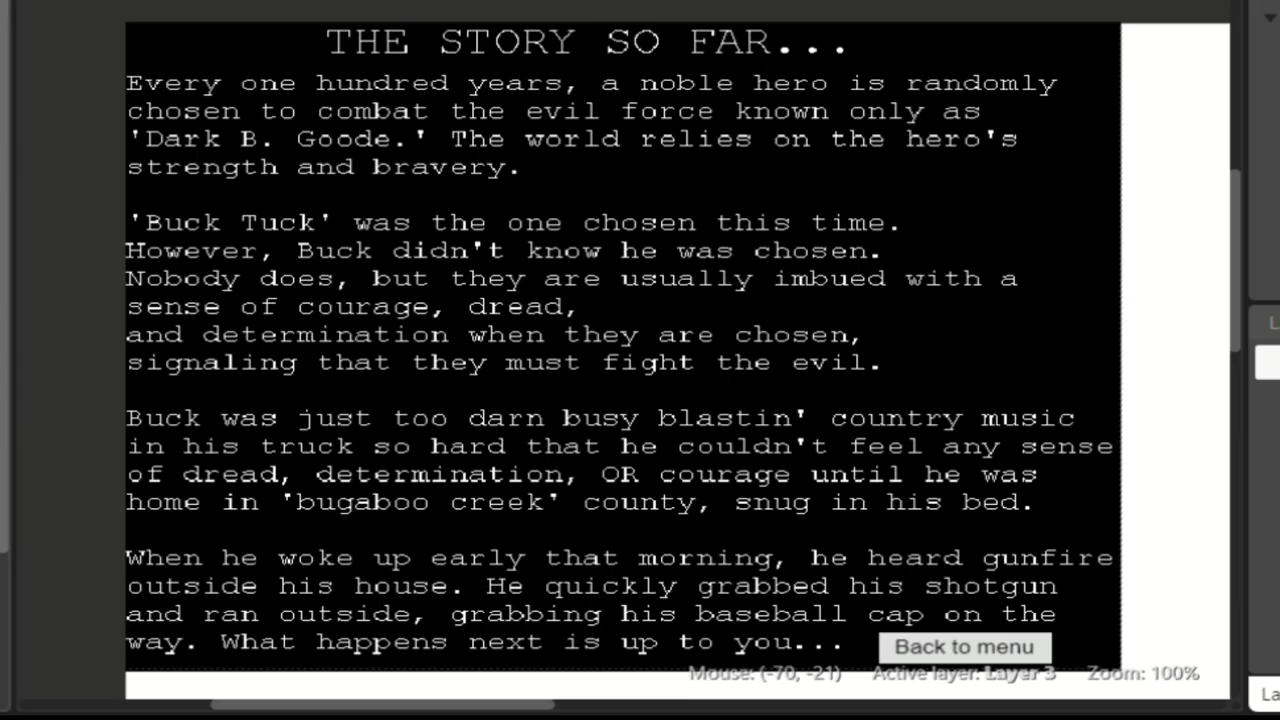 THE STORY SO FAR...
Every one hundred years, a noble hero is randomly
chosen to combat the evil force known only as
'Dark B. Goode.' The world relies on the hero's
strength and bravery.
'Buck Tuck' was the one chosen this time.
However, Buck didn't know he was chosen.
Nobody does, but they are usually imbued with a
sense of courage, dread,
and determination when they are chosen,
signaling that they must fight the evil.
Buck was just too darn busy blastin' country music
in his truck so hard that he couldn't feel any sense
of dread, determination, OR courage until he was
home in 'bugaboo creek' county, snug in his bed.
When he woke up early that morning, he heard gunfire
outside his house. He quickly grabbed his shotgun
and ran outside, grabbing his baseball cap on the
way. What happens next is up to you...
Back to menu
Mouse: (-70, -21) Active layer: Layer 3 Zoom: 100%
La